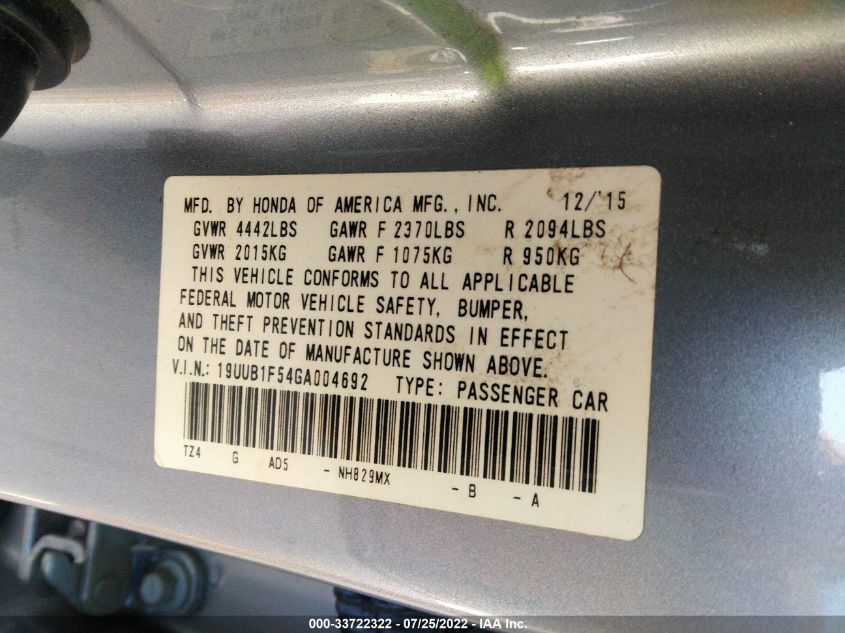 MFD. BY HONDA OF AMERICA MFG., INC. 12/'15
GVWR 4442LBS GAWR F 2370LBS R 2094LBS
GVWR 2015KG GAWR F 1075KG R 950KG
THIS VEHICLE CONFORMS TO ALL APPLICABLE
FEDERAL MOTOR VEHICLE SAFETY, BUMPER,
AND THEFT PREVENTION STANDARDS IN EFFECT
ON THE DATE OF MANUFACTURE SHOWN ABOVE.
V.I.N.: 19UUB1F54GA004692 TYPE: PASSENGER CAR
TZ4 G AD5 - NH829MX - B - A
000-33722322 - 07/25/2022 - IAA Inc.